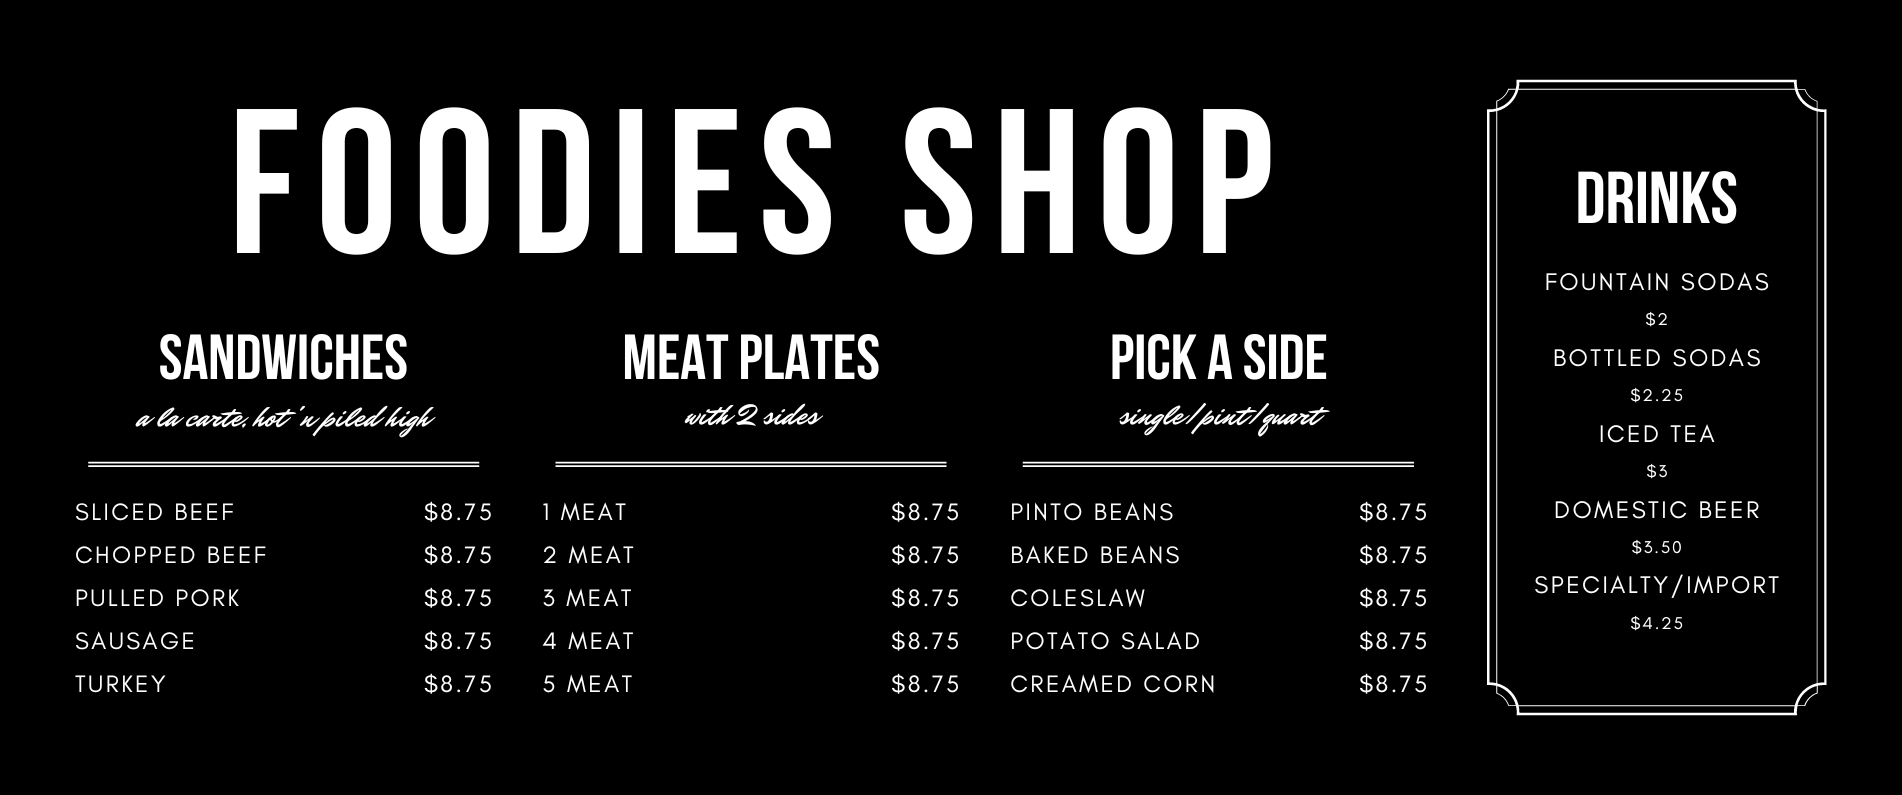 FOODIES SHOP
SANDWICHES
a la carte, hot 'n piled high
SLICED BEEF $8.75
CHOPPED BEEF $8.75
PULLED PORK $8.75
SAUSAGE $8.75
TURKEY $8.75
MEAT PLATES
with 2 sides
1 MEAT $8.75
2 MEAT $8.75
3 MEAT $8.75
4 MEAT $8.75
5 MEAT $8.75
PICK A SIDE
single/pint/quart
PINTO BEANS $8.75
BAKED BEANS $8.75
COLESLAW $8.75
POTATO SALAD $8.75
CREAMED CORN $8.75
DRINKS
FOUNTAIN SODAS
$2
BOTTLED SODAS
$2.25
ICED TEA
$3
DOMESTIC BEER
$3.50
SPECIALTY/IMPORT
$4.25